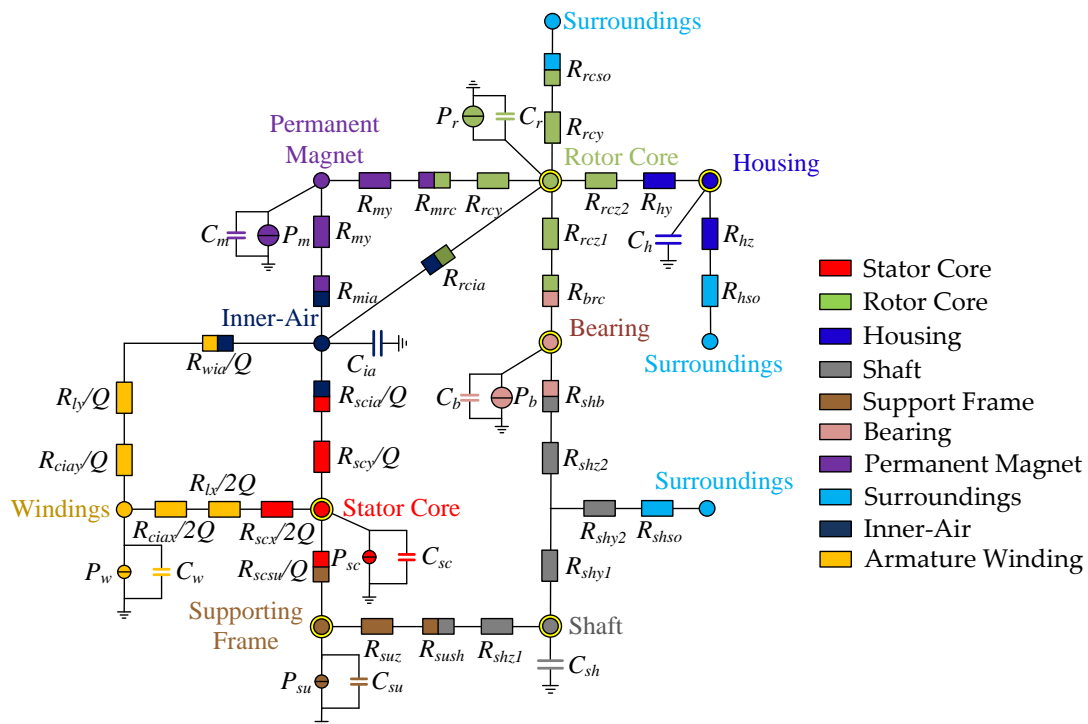 Surroundings
R_rcso
P_r
C_r
R_rcy
Permanent
Magnet
Rotor Core
Housing
R_my
R_mrc
R_rcy
R_rcz2
R_hy
C_m
P_m
R_my
R_rcz1
C_h
R_hz
R_rcia
R_mia
R_brc
R_hso
Inner-Air
Bearing
R_wia/Q
C_ia
Surroundings
R_ly/Q
R_scia/Q
C_b
P_b
R_shb
R_ciay/Q
R_scy/Q
R_shz2
R_lx/2Q
Surroundings
Windings
Stator Core
R_ciax/2Q
R_scx/2Q
R_shy2
R_shso
P_w
C_w
R_scsu/Q
P_sc
C_sc
R_shy1
Supporting
Frame
Shaft
R_suz
R_sush
R_shz1
C_sh
P_su
C_su
Stator Core
Rotor Core
Housing
Shaft
Support Frame
Bearing
Permanent Magnet
Surroundings
Inner-Air
Armature Winding